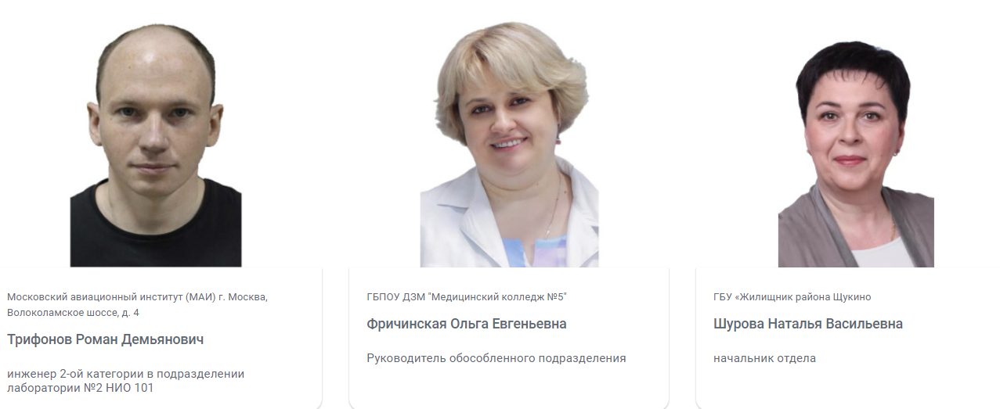 Московский авиационный институт (МАИ) г. Москва,
Волоколамское шоссе, д. 4
Трифонов Роман Демьянович
инженер 2-ой категории в подразделении
лаборатории №2 НИО 101
ГБПОУ ДЗМ "Медицинский колледж №5"
Фричинская Ольга Евгеньевна
Руководитель обособленного подразделения
ГБУ «Жилищник района Щукино
Шурова Наталья Васильевна
начальник отдела